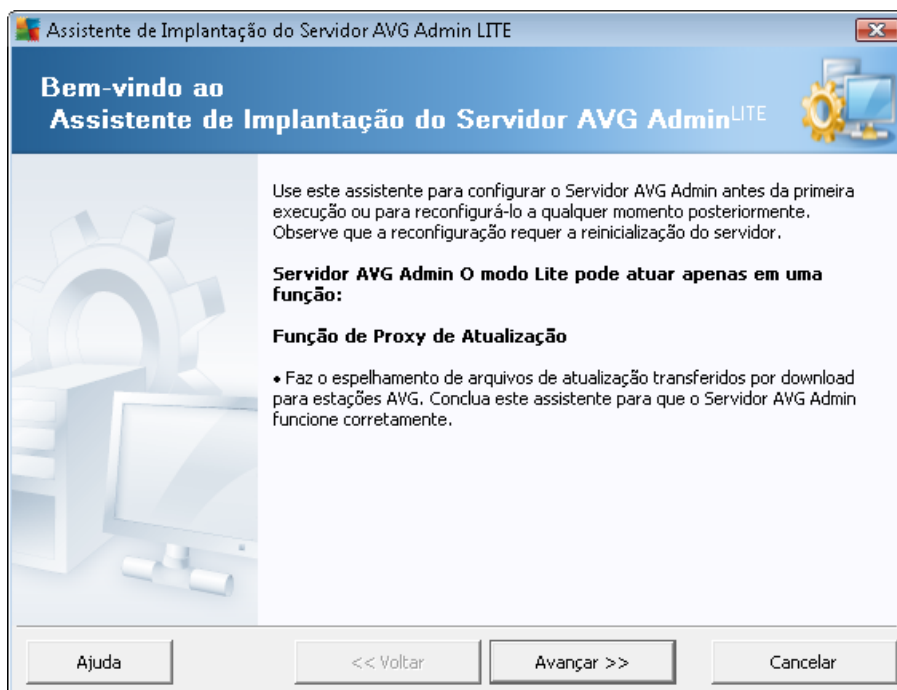 Assistente de Implantação do Servidor AVG Admin LITE
Bem-vindo ao
Assistente de Implantação do Servidor AVG Admin LITE
Use este assistente para configurar o Servidor AVG Admin antes da primeira
execução ou para reconfigurá-lo a qualquer momento posteriormente.
Observe que a reconfiguração requer a reinicialização do servidor.
Servidor AVG Admin O modo Lite pode atuar apenas em uma
função:
Função de Proxy de Atualização
• Faz o espelhamento de arquivos de atualização transferidos por download
para estações AVG. Conclua este assistente para que o Servidor AVG Admin
funcione corretamente.
Ajuda
<< Voltar
Avançar >>
Cancelar